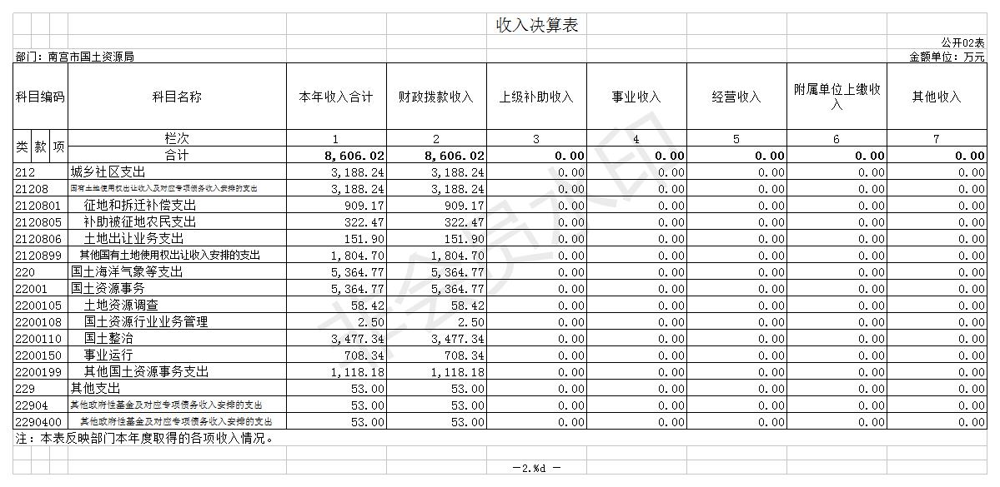 收入决算表
公开02表
部门：南宫市国土资源局 金额单位：万元
科目编码 科目名称 本年收入合计 财政拨款收入 上级补助收入 事业收入 经营收入 附属单位上缴收入 其他收入
类 款 项 栏次 1 2 3 4 5 6 7
合计 8,606.02 8,606.02 0.00 0.00 0.00 0.00 0.00
212 城乡社区支出 3,188.24 3,188.24 0.00 0.00 0.00 0.00 0.00
21208 国有土地使用权出让收入及对应专项债务收入安排的支出 3,188.24 3,188.24 0.00 0.00 0.00 0.00 0.00
2120801 征地和拆迁补偿支出 909.17 909.17 0.00 0.00 0.00 0.00 0.00
2120805 补助被征地农民支出 322.47 322.47 0.00 0.00 0.00 0.00 0.00
2120806 土地出让业务支出 151.90 151.90 0.00 0.00 0.00 0.00 0.00
2120899 其他国有土地使用权出让收入安排的支出 1,804.70 1,804.70 0.00 0.00 0.00 0.00 0.00
220 国土海洋气象等支出 5,364.77 5,364.77 0.00 0.00 0.00 0.00 0.00
22001 国土资源事务 5,364.77 5,364.77 0.00 0.00 0.00 0.00 0.00
2200105 土地资源调查 58.42 58.42 0.00 0.00 0.00 0.00 0.00
2200108 国土资源行业业务管理 2.50 2.50 0.00 0.00 0.00 0.00 0.00
2200110 国土整治 3,477.34 3,477.34 0.00 0.00 0.00 0.00 0.00
2200150 事业运行 708.34 708.34 0.00 0.00 0.00 0.00 0.00
2200199 其他国土资源事务支出 1,118.18 1,118.18 0.00 0.00 0.00 0.00 0.00
229 其他支出 53.00 53.00 0.00 0.00 0.00 0.00 0.00
22904 其他政府性基金及对应专项债务收入安排的支出 53.00 53.00 0.00 0.00 0.00 0.00 0.00
2290400 其他政府性基金及对应专项债务收入安排的支出 53.00 53.00 0.00 0.00 0.00 0.00 0.00
注：本表反映部门本年度取得的各项收入情况。
—2.%d —
非会员水印